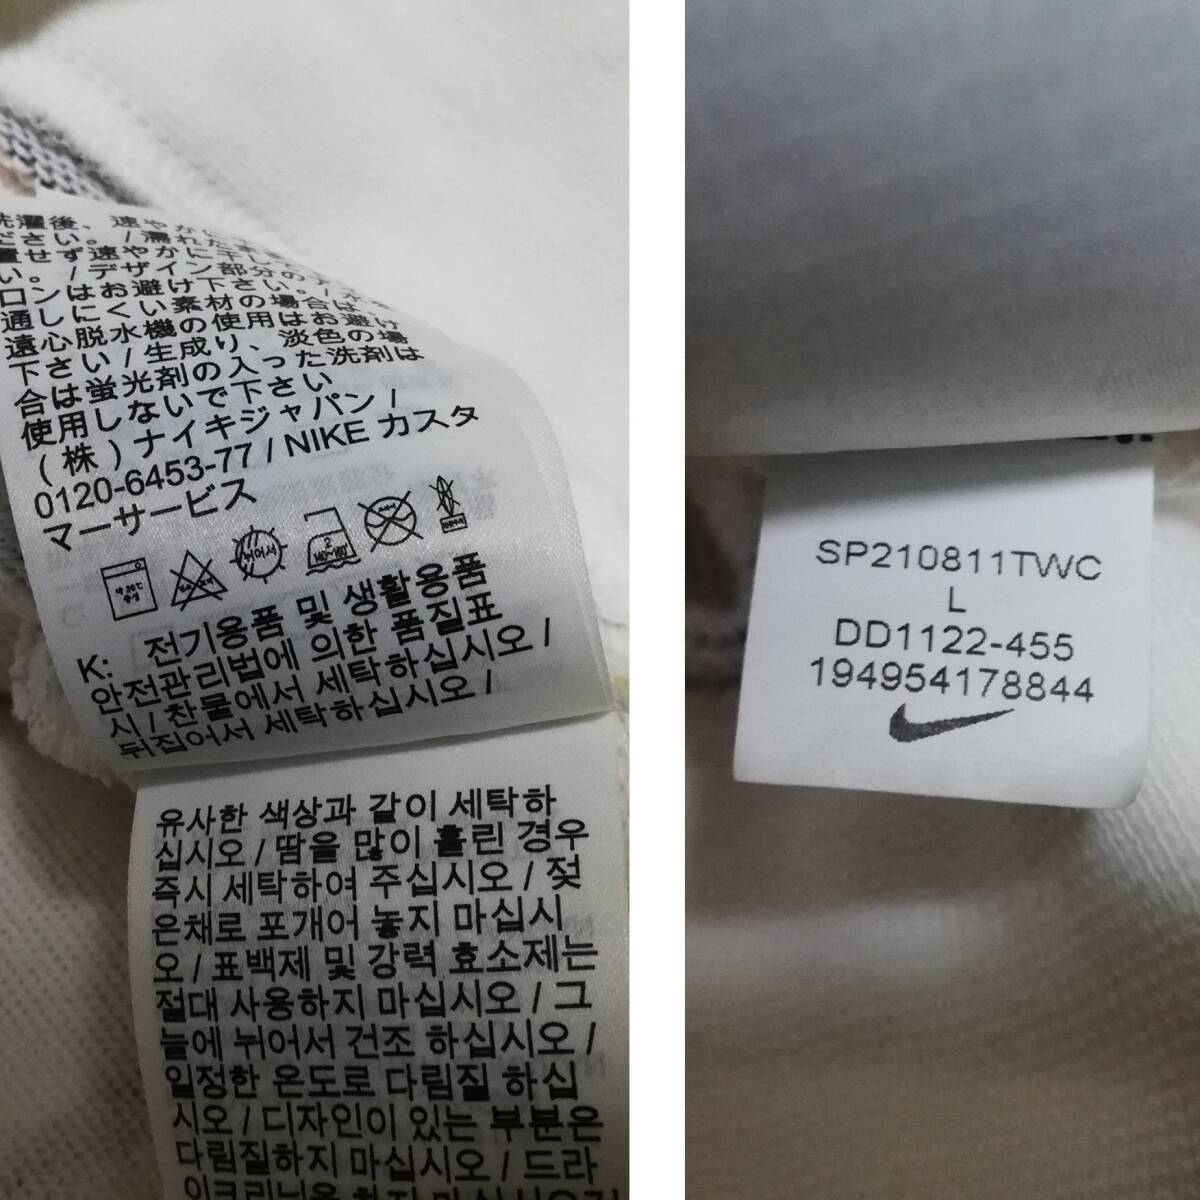 洗濯後、速やかに
ださい。/ 濡れた
置せず速やかに干し
い。/ デザイン部分の
ロンはお避け下さい。/
通しにくい素材の場合は
遠心脱水機の使用はお避け
下さい / 生成り、淡色の場
合は蛍光剤の入った洗剤は
使用しないで下さい
(株) ナイキジャパン /
0120-6453-77 / NIKE カスタ
マーサービス
K: 전기용품 및 생활용품
안전관리법에 의한 품질표
시 / 찬물에서 세탁하십시오 /
뒤집어서 세탁하십시오 /
유사한 색상과 같이 세탁하
십시오 / 땀을 많이 흘린 경우
즉시 세탁하여 주십시오 / 젖
은채로 포개어 놓지 마십시
오 / 표백제 및 강력 효소제는
절대 사용하지 마십시오 / 그
늘에 뉘어서 건조 하십시오 /
일정한 온도로 다림질 하십
시오 / 디자인이 있는 부분은
다림질하지 마십시오 / 드라
이크리닝을
SP210811TWC
L
DD1122-455
194954178844